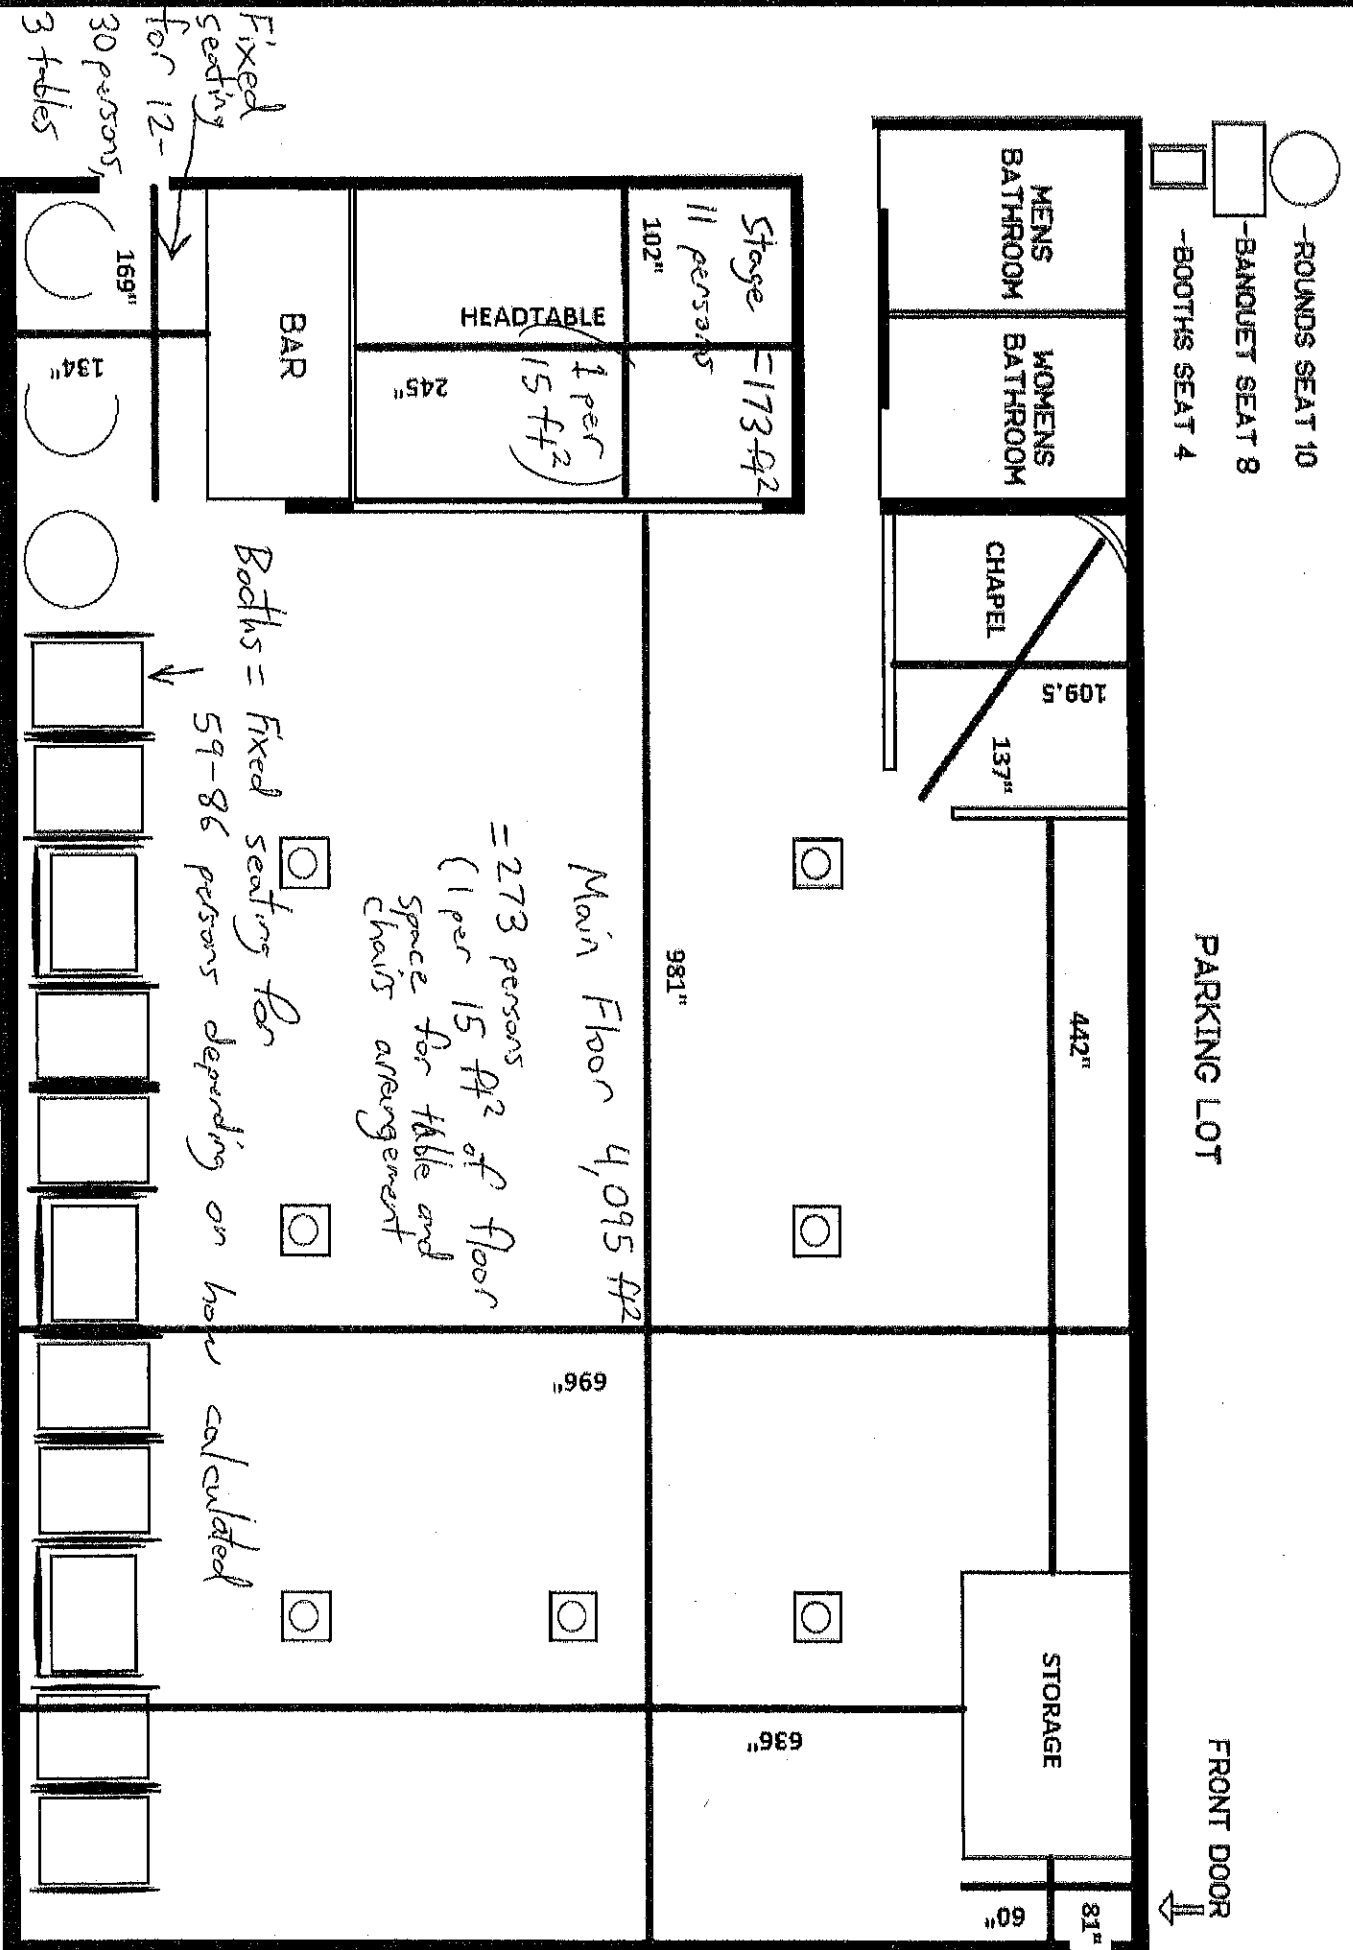 -ROUNDS SEAT 10
-BANQUET SEAT 8
-BOOTHS SEAT 4
PARKING LOT
FRONT DOOR
MENS
BATHROOM
WOMENS
BATHROOM
CHAPEL
109.5
137"
442"
STORAGE
81"
60"
Stage = 173 ft²
11 persons
102"
(1 per
15 ft²)
HEADTABLE
245"
BAR
981"
Main Floor 4,095 ft²
= 273 persons
(1 per 15 ft² of floor
space for table and
chairs arrangement
696"
636"
Fixed
seating
for 12-
30 persons,
3 tables
169"
134"
Booths = Fixed seating for
59-86 persons depending on how calculated